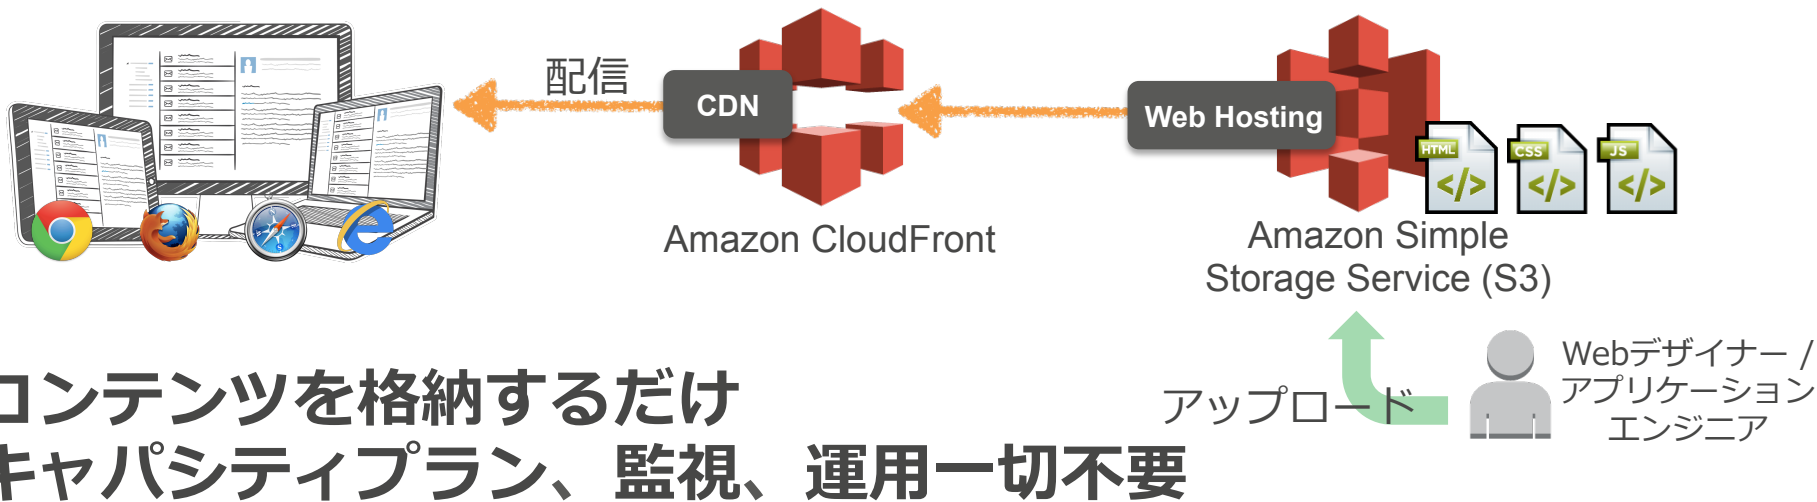 配信
CDN
Web Hosting
HTML
CSS
JS
Amazon CloudFront
Amazon Simple
Storage Service (S3)
Webデザイナー /
アプリケーション
エンジニア
アップロード
コンテンツを格納するだけ
キャパシティプラン、監視、運用一切不要